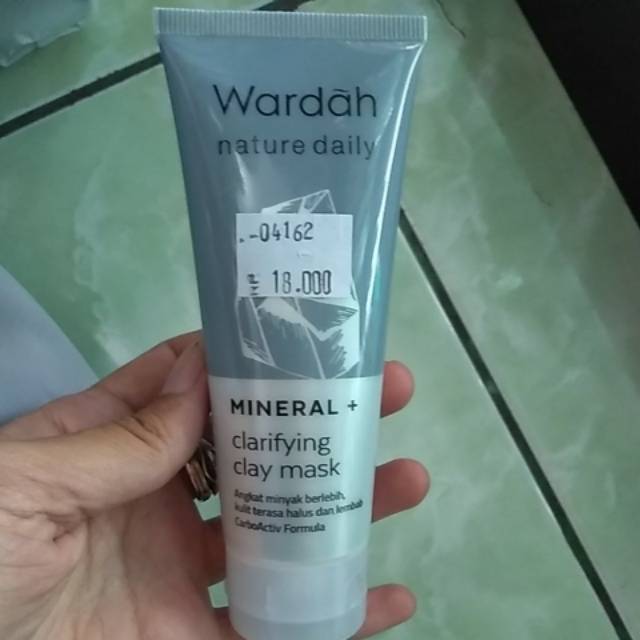 Wardāh
nature daily
.-04162
18.000
MINERAL +
clarifying
clay mask
Angkat minyak berlebih,
kulit terasa halus dan lembab
CarboActiv Formula